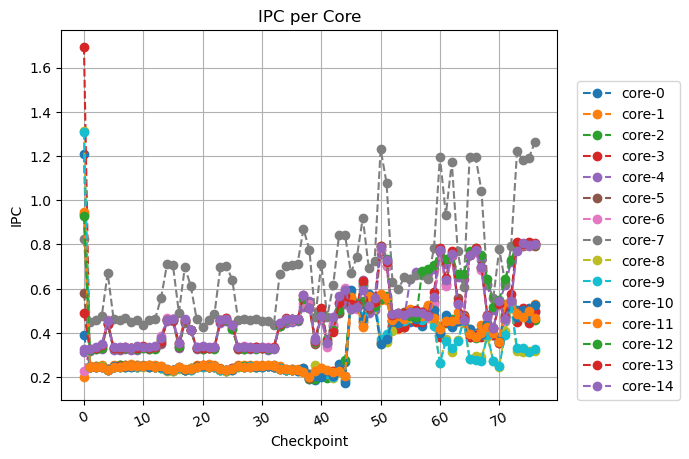 IPC per Core
IPC
1.6
1.4
1.2
1.0
0.8
0.6
0.4
0.2
0
10
20
30
40
50
60
70
Checkpoint
core-0
core-1
core-2
core-3
core-4
core-5
core-6
core-7
core-8
core-9
core-10
core-11
core-12
core-13
core-14